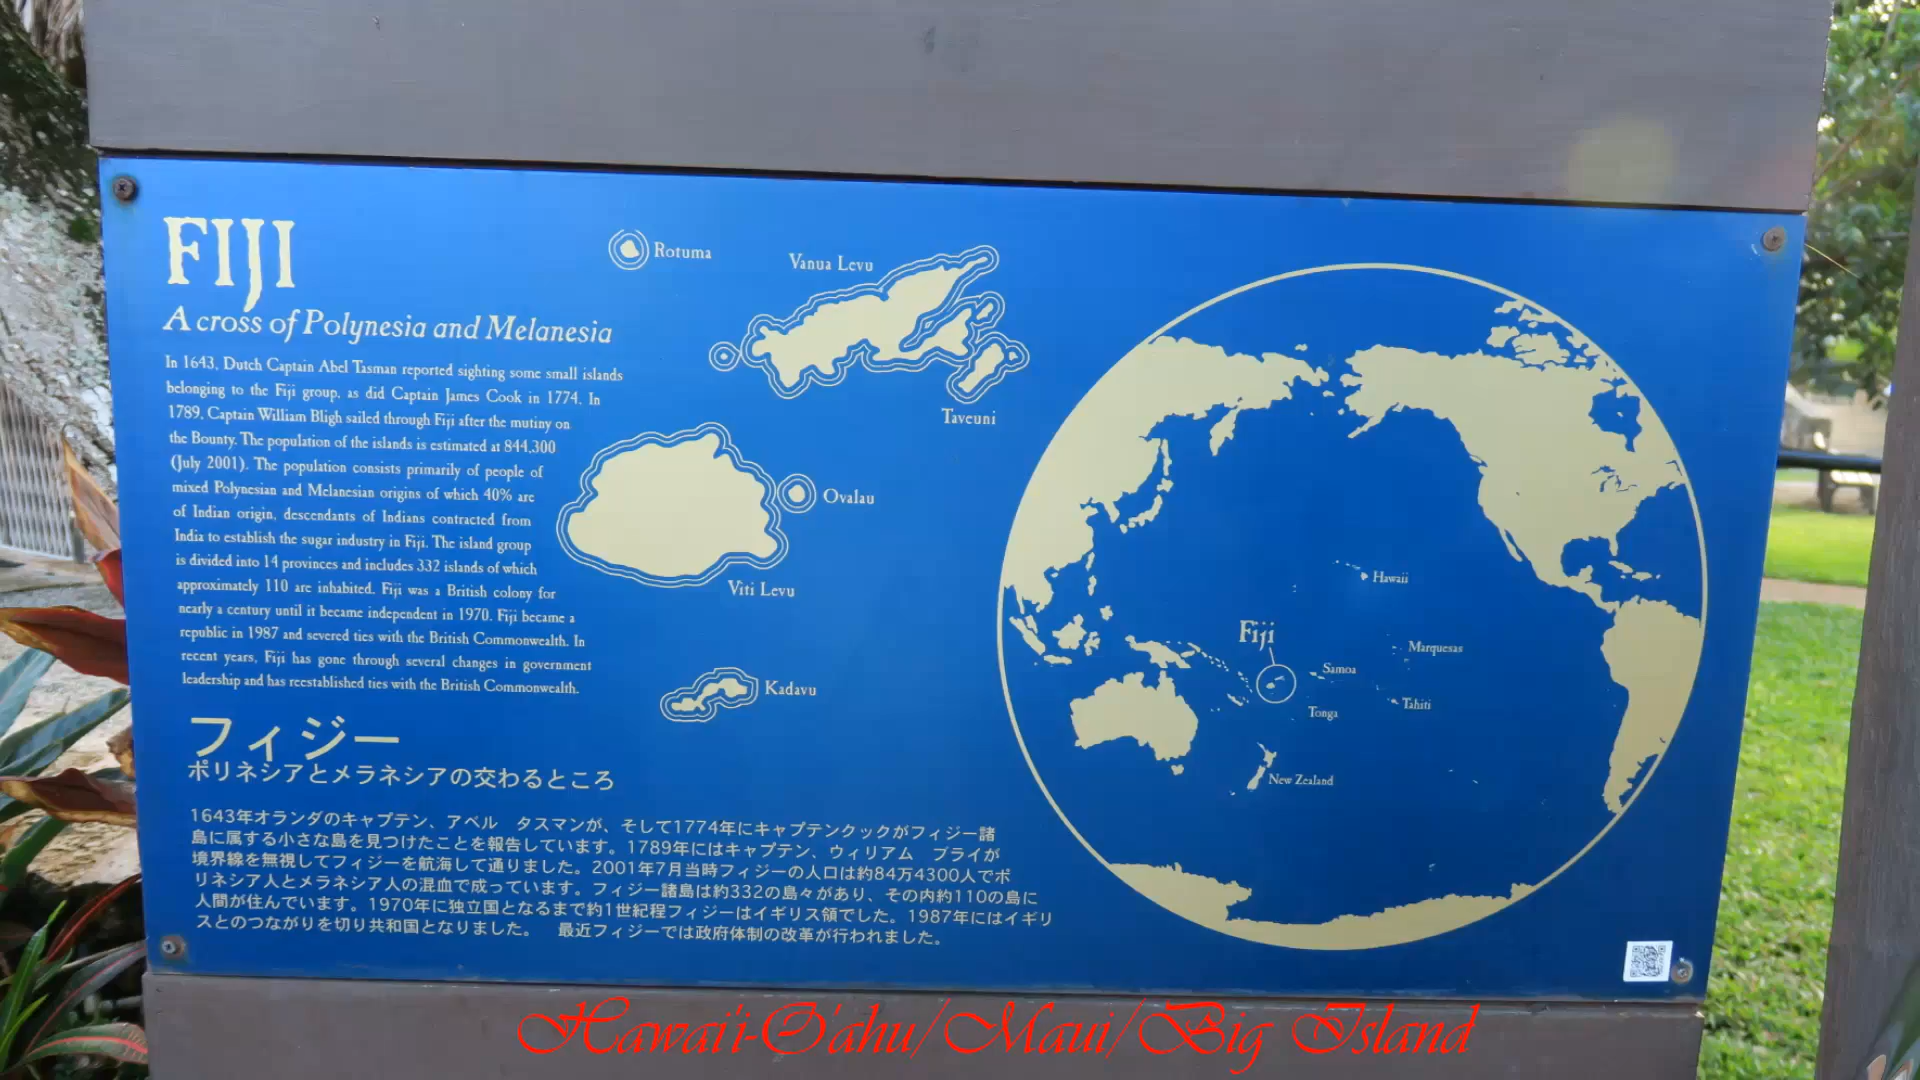 FIJI
A cross of Polynesia and Melanesia
In 1643, Dutch Captain Abel Tasman reported sighting some small islands
belonging to the Fiji group, as did Captain James Cook in 1774. In
1789, Captain William Bligh sailed through Fiji after the mutiny on
the Bounty. The population of the islands is estimated at 844,300
(July 2001). The population consists primarily of people of
mixed Polynesian and Melanesian origins of which 40% are
of Indian origin, descendants of Indians contracted from
India to establish the sugar industry in Fiji. The island group
is divided into 14 provinces and includes 332 islands of which
approximately 110 are inhabited. Fiji was a British colony for
nearly a century until it became independent in 1970. Fiji became a
republic in 1987 and severed ties with the British Commonwealth. In
recent years, Fiji has gone through several changes in government
leadership and has reestablished ties with the British Commonwealth.
フィジー
ポリネシアとメラネシアの交わるところ
1643年オランダのキャプテン、アベル　タスマンが、そして1774年にキャプテンクックがフィジー諸
島に属する小さな島を見つけたことを報告しています。1789年にはキャプテン、ウィリアム　ブライが
境界線を無視してフィジーを航海して通りました。2001年7月当時フィジーの人口は約84万4300人でポ
リネシア人とメラネシア人の混血で成っています。フィジー諸島は約332の島々があり、その内約110の島に
人間が住んでいます。1970年に独立国となるまで約1世紀程フィジーはイギリス領でした。1987年にはイギリ
スとのつながりを切り共和国となりました。　最近フィジーでは政府体制の改革が行われました。
Rotuma
Vanua Levu
Taveuni
Ovalau
Viti Levu
Kadavu
Hawaii
Fiji
Marquesas
Samoa
Tahiti
Tonga
New Zealand
Hawai'i-O'ahu/Maui/Big Island